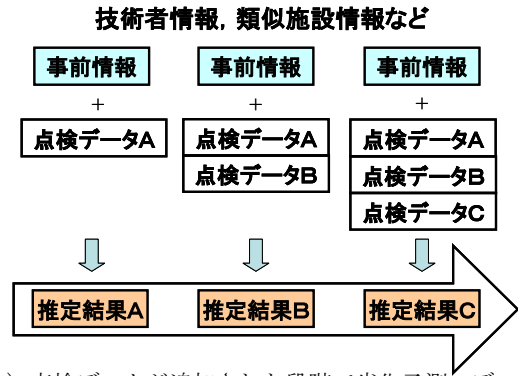 技術者情報，類似施設情報など
事前情報 事前情報 事前情報
+ + +
点検データA 点検データA 点検データA
点検データB 点検データB
点検データC
推定結果A 推定結果B 推定結果C